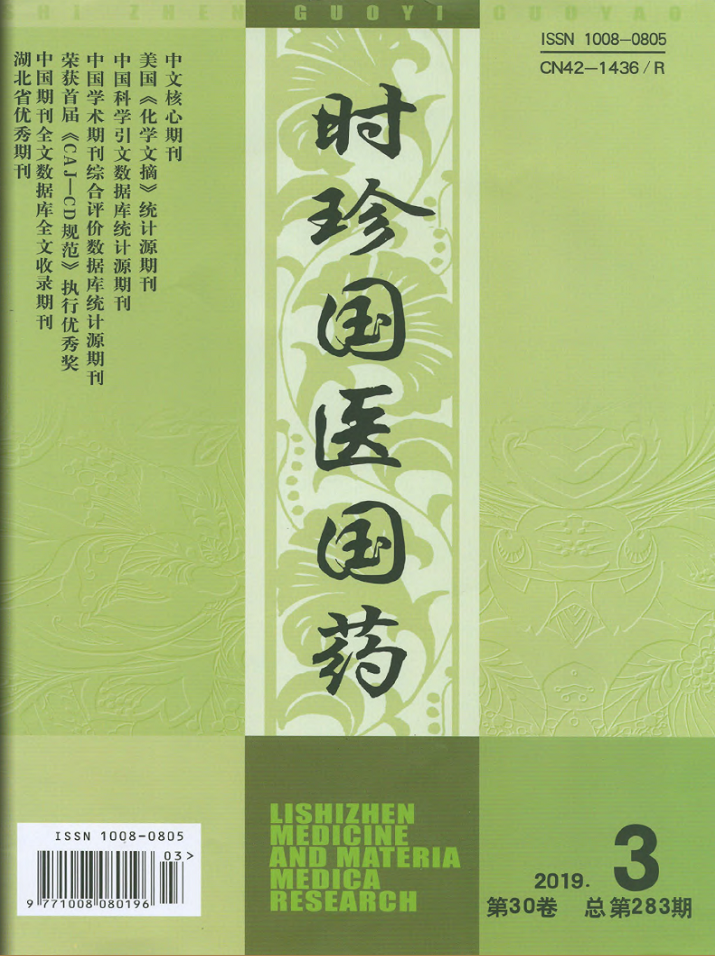 SHI ZHEN GUOYI GUOYAO
ISSN 1008-0805
CN42-1436/R
中文核心期刊
美国《化学文摘》统计源期刊
中国科学引文数据库统计源期刊
中国学术期刊综合评价数据库统计源期刊
荣获首届《CAJ—CD规范》执行优秀奖
中国期刊全文数据库全文收录期刊
湖北省优秀期刊
时珍国医国药
LISHIZHEN
MEDICINE
AND MATERIA
MEDICA
RESEARCH
2019. 3
第30卷 总第283期
ISSN 1008-0805
03>
9 771008 080196